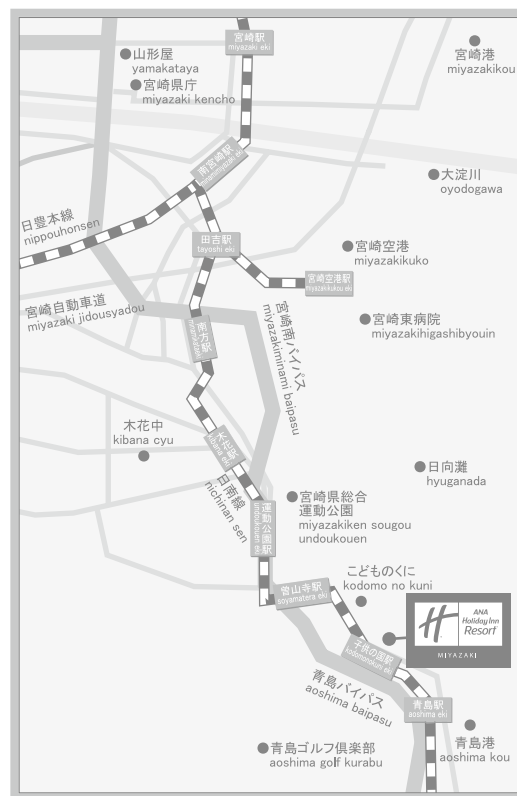 宮崎駅
miyazaki eki
山形屋
yamakataya
宮崎県庁
miyazaki kencho
宮崎港
miyazakikou
南宮崎駅
minamimiyazaki eki
大淀川
oyodogawa
日豊本線
nippouhonsen
田吉駅
tayoshi eki
宮崎空港
miyazakikuko
宮崎空港駅
miyazakikukou eki
宮崎自動車道
miyazaki jidousyadou
宮崎南バイパス
miyazakiminami baipasu
宮崎東病院
miyazakihigashibyouin
南方駅
木花中
kibana cyu
木花駅
kibana eki
日南線
nichinan sen
日向灘
hyuganada
宮崎県総合
運動公園
miyazakiken sougou
undoukouen
運動公園駅
undoukouen eki
こどものくに
kodomo no kuni
曽山寺駅
soyamatera eki
ANA
Holiday Inn
Resort
MIYAZAKI
子供の国駅
kodomonokuni eki
青島バイパス
aoshima baipasu
青島駅
aoshima eki
青島港
aoshima kou
青島ゴルフ倶楽部
aoshima golf kurabu